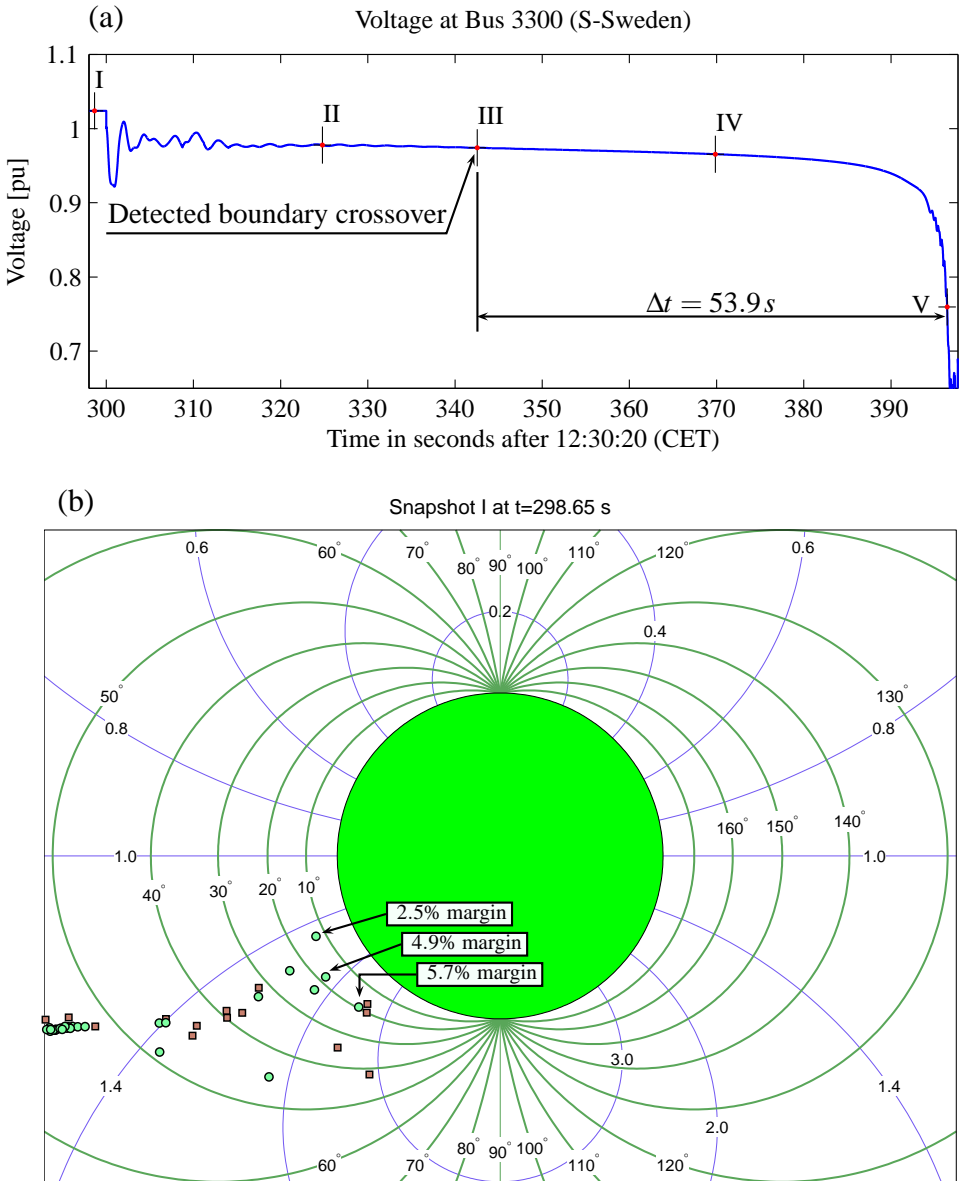 (a)
Voltage at Bus 3300 (S-Sweden)
1.1
1
0.9
0.8
0.7
Voltage [pu]
I
II
III
IV
V
Detected boundary crossover
Δt = 53.9 s
300 310 320 330 340 350 360 370 380 390
Time in seconds after 12:30:20 (CET)
(b)
Snapshot I at t=298.65 s
0.6 60° 70° 80° 90° 100° 110° 120° 0.6
0.2
0.4
50° 130°
0.8 0.8
160° 150° 140°
1.0 1.0
40° 30° 20° 10°
2.5% margin
4.9% margin
5.7% margin
3.0
1.4 1.4
2.0
60° 70° 80° 90° 100° 110° 120°